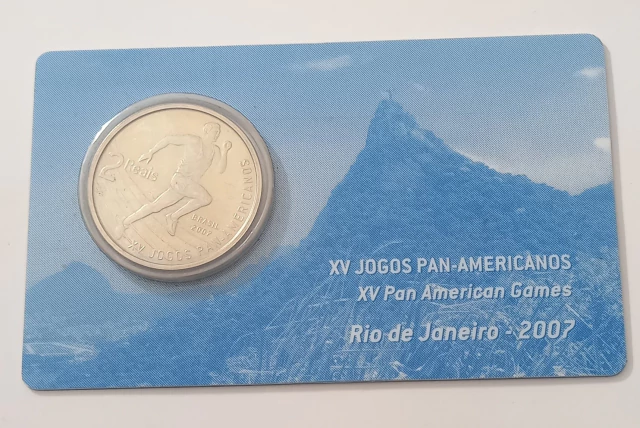 2
Reais
BRASIL
2007
XV JOGOS PAN-AMERICANOS
XV JOGOS PAN-AMERICANOS
XV Pan American Games
Rio de Janeiro - 2007